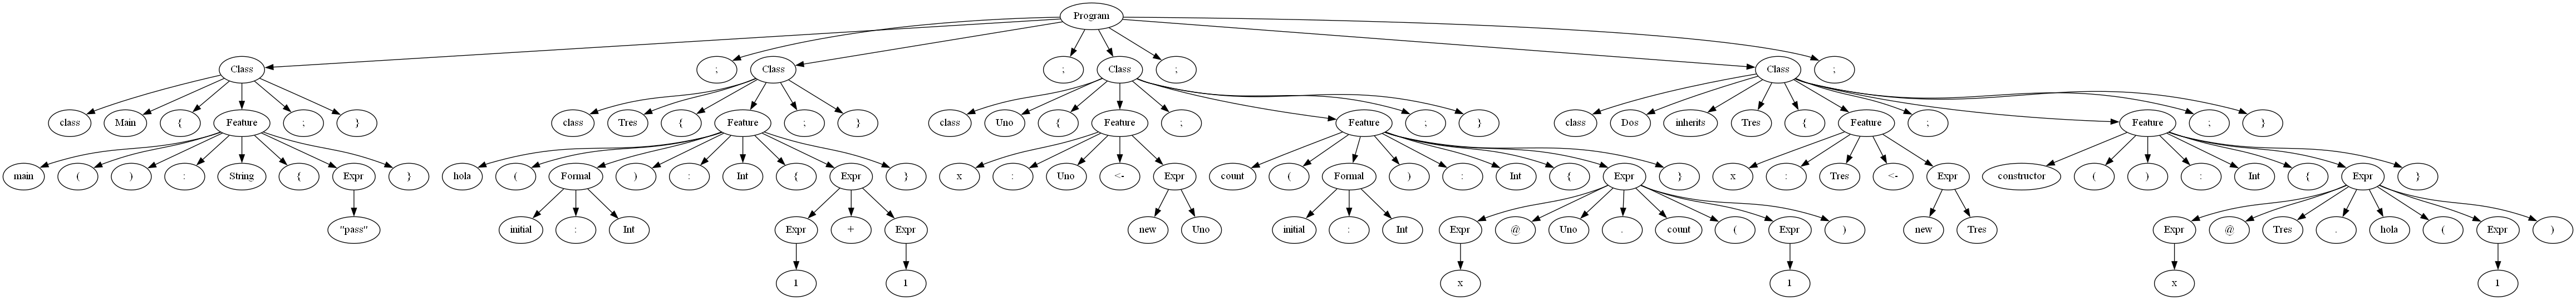 Program
Class ; Class ; Class ; Class ;
class Main { Feature ; } class Tres { Feature ; } class Uno { Feature ; Feature ; } class Dos inherits Tres { Feature ; Feature ; }
main ( ) : String { Expr } hola ( Formal ) : Int { Expr } x : Uno <- Expr count ( Formal ) : Int { Expr } x : Tres <- Expr constructor ( ) : Int { Expr }
"pass" initial : Int Expr + Expr new Uno initial : Int Expr @ Uno . count ( Expr ) new Tres Expr @ Tres . hola ( Expr )
1 1 x 1 x 1